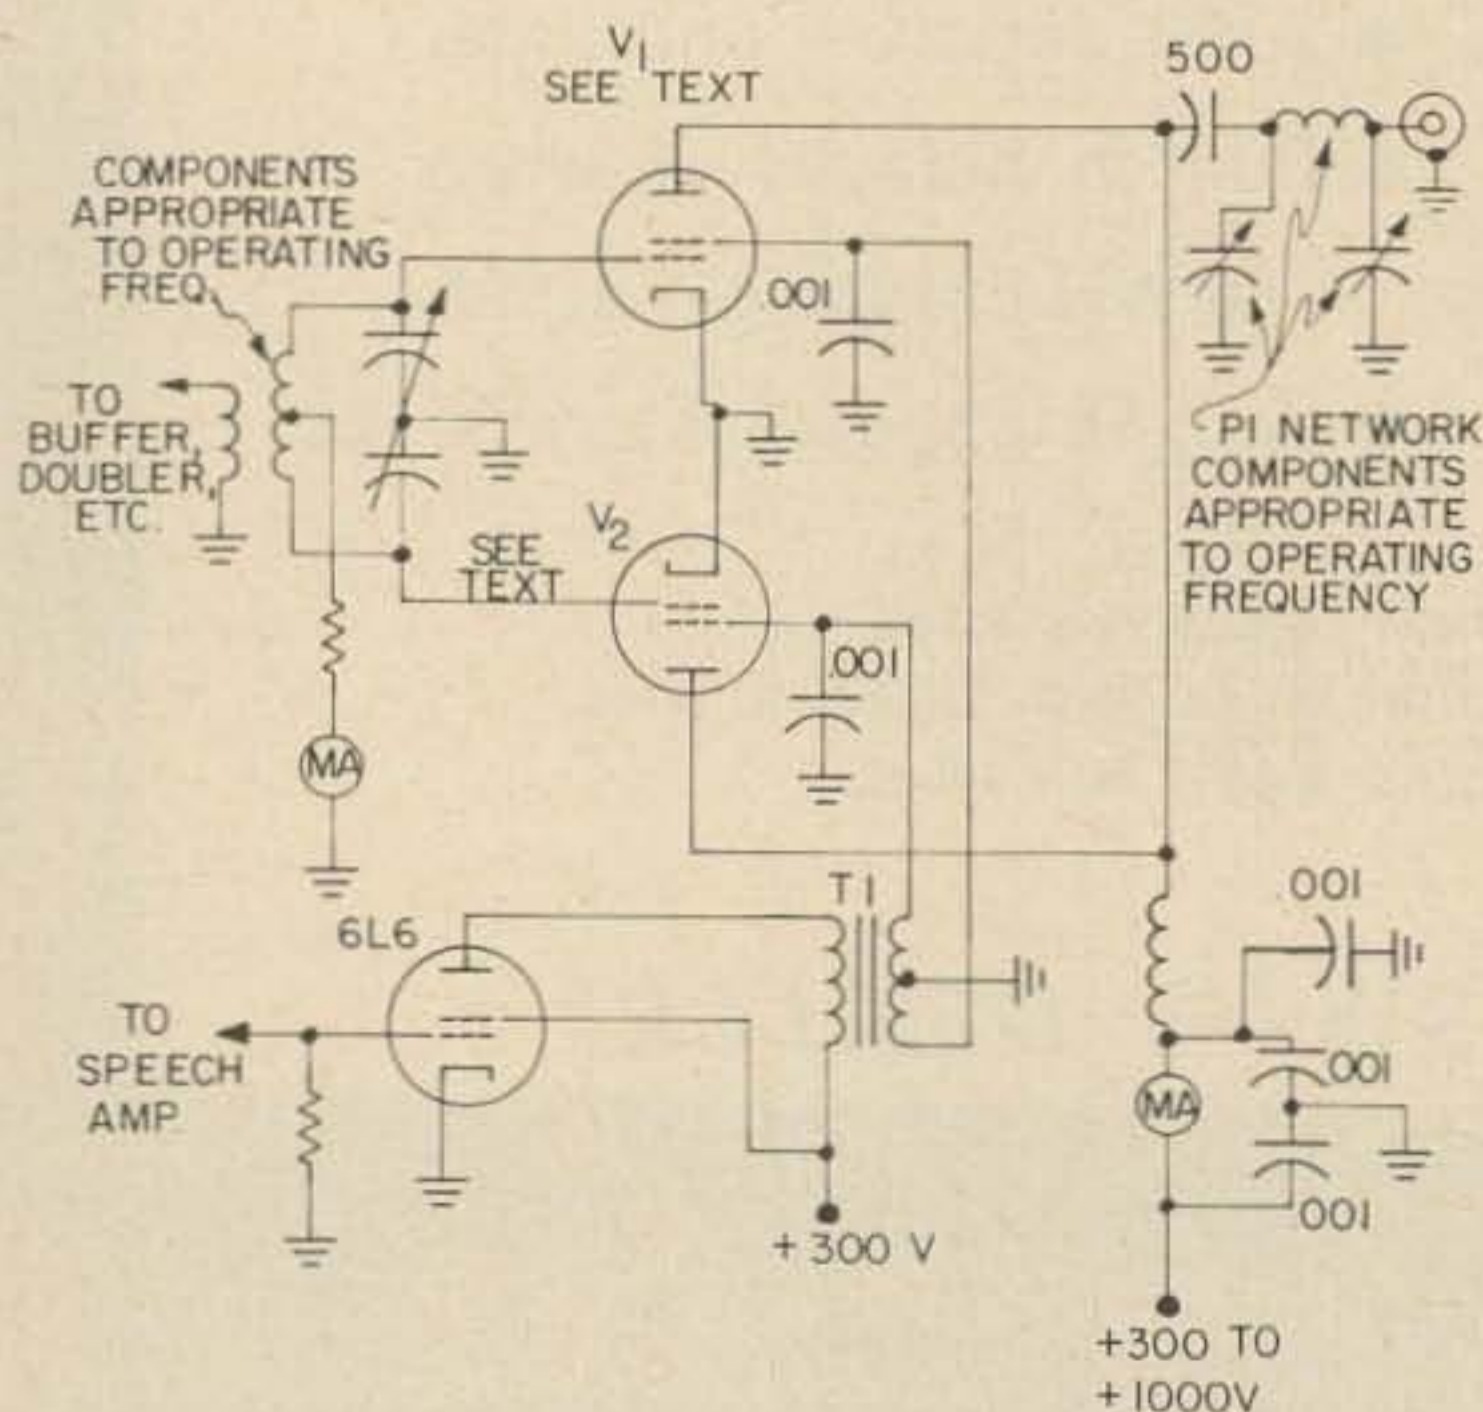 V1
SEE TEXT
500
COMPONENTS
APPROPRIATE
TO OPERATING
FREQ.
.001
TO
BUFFER,
DOUBLER,
ETC.
PI NETWORK
COMPONENTS
APPROPRIATE
TO OPERATING
FREQUENCY
V2
SEE
TEXT
.001
MA
T1
6L6
.001
TO
SPEECH
AMP.
MA
.001
.001
+300 V
+300 TO
+1000V